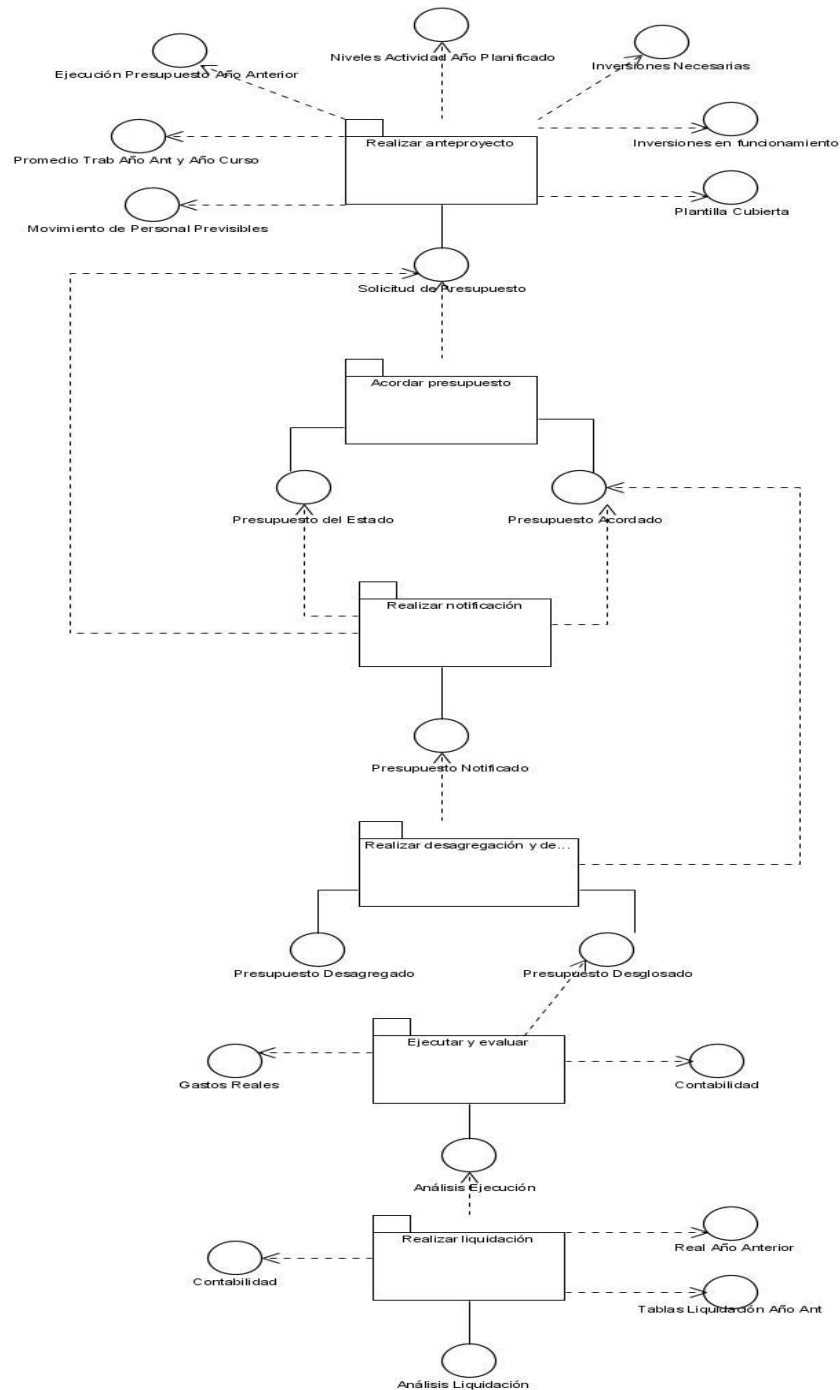 Niveles Actividad Año Planificado
Inversiones Necesarias
Ejecución Presupuesto Año Anterior
Realizar anteproyecto
Inversiones en funcionamiento
Promedio Trab Año Ant y Año Curso
Plantilla Cubierta
Movimiento de Personal Previsibles
Solicitud de Presupuesto
Acordar presupuesto
Presupuesto del Estado
Presupuesto Acordado
Realizar notificación
Presupuesto Notificado
Realizar desagregación y de...
Presupuesto Desagregado
Presupuesto Desglosado
Ejecutar y evaluar
Gastos Reales
Contabilidad
Análisis Ejecución
Realizar liquidación
Real Año Anterior
Contabilidad
Tablas Liquidación Año Ant
Análisis Liquidación